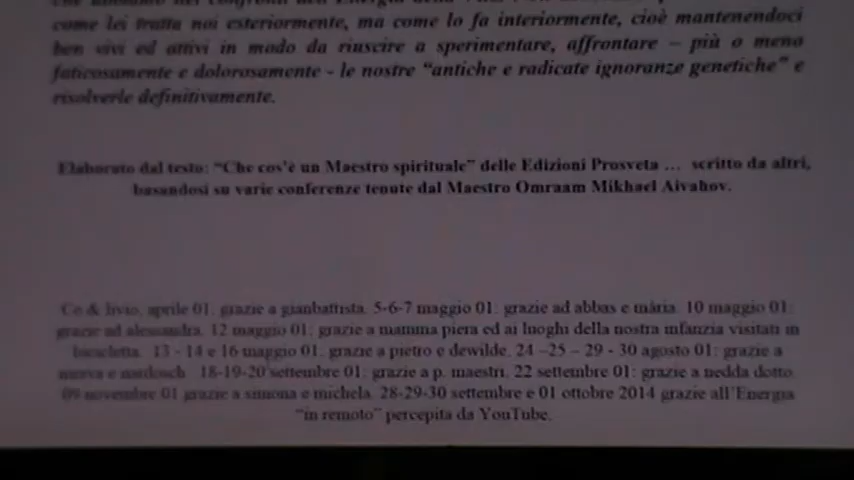 come lei tratta noi esteriormente, ma come lo fa interiormente, cioè mantenendoci
ben vivi ed attivi in modo da riuscire a sperimentare, affrontare – più o meno
faticosamente e dolorosamente - le nostre “antiche e radicate ignoranze genetiche” e
risolverle definitivamente.
Elaborato dal testo: “Che cos’è un Maestro spirituale” delle Edizioni Prosveta … scritto da altri,
basandosi su varie conferenze tenute dal Maestro Omraam Mikhael Aivahov.
Co & livio, aprile 01: grazie a gianbattista. 5-6-7 maggio 01: grazie ad abbas e mària. 10 maggio 01:
grazie ad alessandra. 12 maggio 01: grazie a mamma piera ed ai luoghi della nostra infanzia visitati in
bicicletta. 13 - 14 e 16 maggio 01: grazie a pietro e dewilde. 24 –25 – 29 - 30 agosto 01: grazie a
e nardosch. 18-19-20 settembre 01: grazie a p. maestri. 22 settembre 01: grazie a nedda dotto.
09 novembre 01 grazie a simona e michela. 28-29-30 settembre e 01 ottobre 2014 grazie all’Energia
“in remoto” percepita da YouTube.